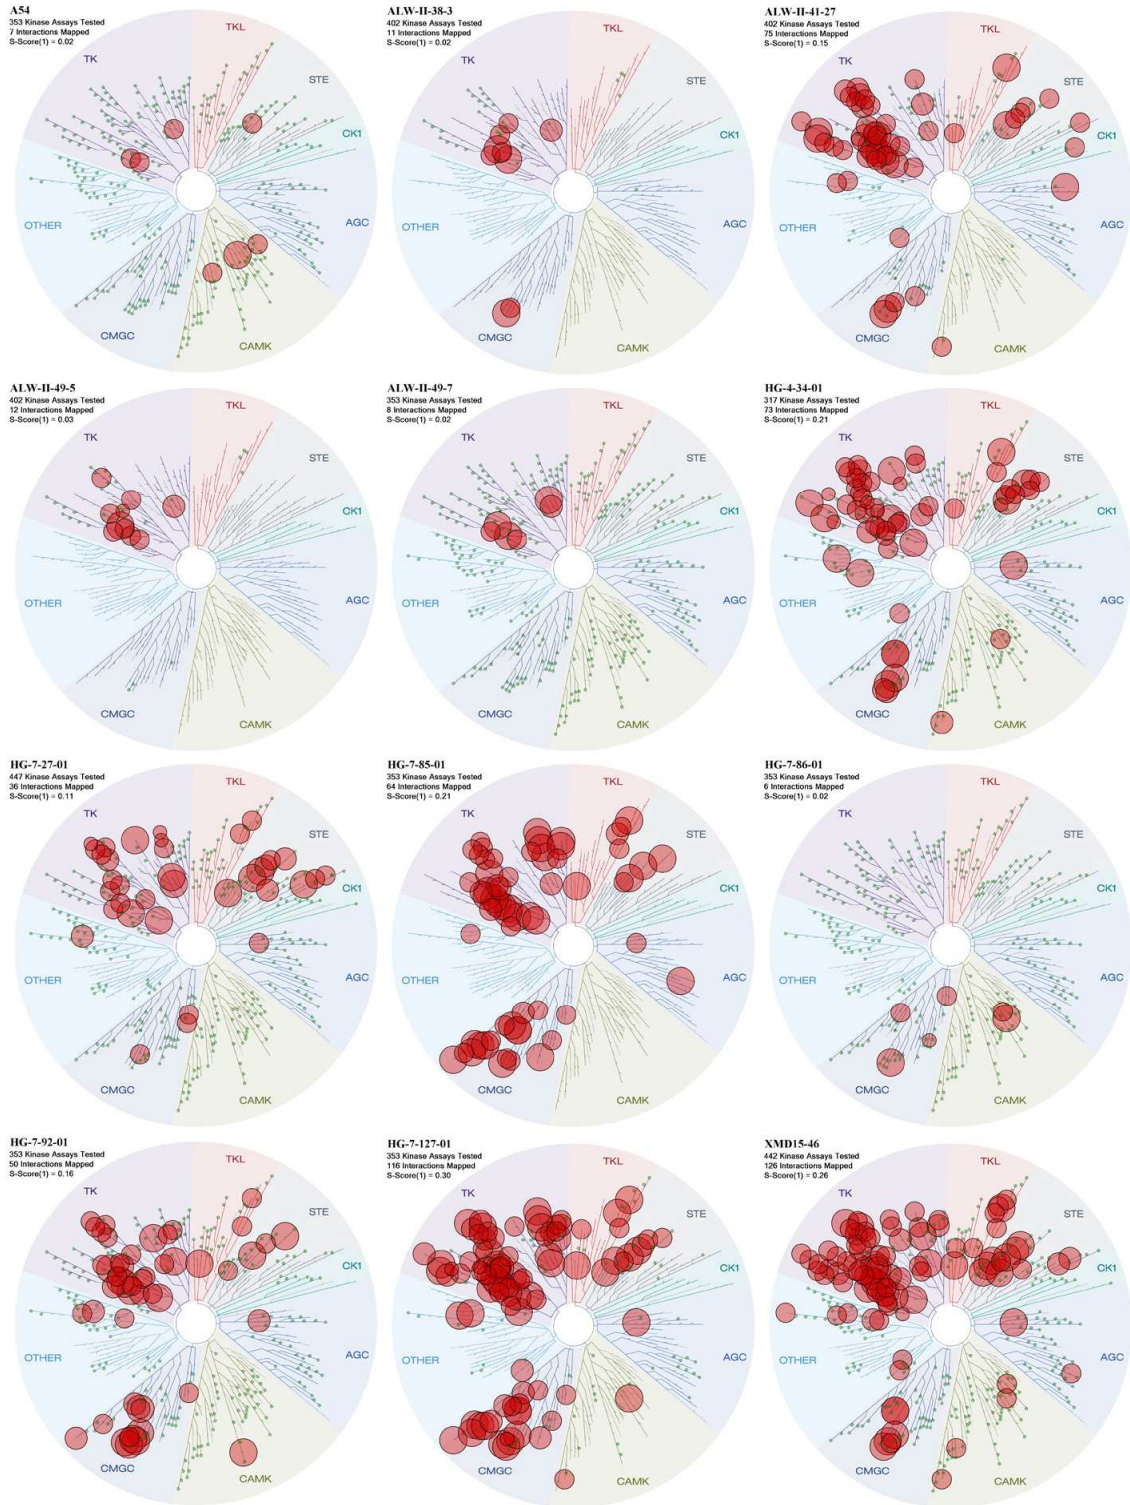 A54
353 Kinase Assays Tested
7 Interactions Mapped
S-Score(1) = 0.02
TK
TKL
STE
CK1
AGC
CAMK
CMGC
OTHER
ALW-II-38-3
402 Kinase Assays Tested
11 Interactions Mapped
S-Score(1) = 0.02
TK
TKL
STE
CK1
AGC
CAMK
CMGC
OTHER
ALW-II-41-27
402 Kinase Assays Tested
75 Interactions Mapped
S-Score(1) = 0.15
TK
TKL
STE
CK1
AGC
CAMK
CMGC
OTHER
ALW-II-49-5
402 Kinase Assays Tested
12 Interactions Mapped
S-Score(1) = 0.03
TK
TKL
STE
CK1
AGC
CAMK
CMGC
OTHER
ALW-II-49-7
353 Kinase Assays Tested
8 Interactions Mapped
S-Score(1) = 0.02
TK
TKL
STE
CK1
AGC
CAMK
CMGC
OTHER
HG-4-34-01
317 Kinase Assays Tested
73 Interactions Mapped
S-Score(1) = 0.21
TK
TKL
STE
CK1
AGC
CAMK
CMGC
OTHER
HG-7-27-01
447 Kinase Assays Tested
36 Interactions Mapped
S-Score(1) = 0.11
TK
TKL
STE
CK1
AGC
CAMK
CMGC
OTHER
HG-7-85-01
353 Kinase Assays Tested
64 Interactions Mapped
S-Score(1) = 0.21
TK
TKL
STE
CK1
AGC
CAMK
CMGC
OTHER
HG-7-86-01
353 Kinase Assays Tested
6 Interactions Mapped
S-Score(1) = 0.02
TK
TKL
STE
CK1
AGC
CAMK
CMGC
OTHER
HG-7-92-01
353 Kinase Assays Tested
50 Interactions Mapped
S-Score(1) = 0.16
TK
TKL
STE
CK1
AGC
CAMK
CMGC
OTHER
HG-7-127-01
353 Kinase Assays Tested
116 Interactions Mapped
S-Score(1) = 0.30
TK
TKL
STE
CK1
AGC
CAMK
CMGC
OTHER
XMD15-46
442 Kinase Assays Tested
126 Interactions Mapped
S-Score(1) = 0.26
TK
TKL
STE
CK1
AGC
CAMK
CMGC
OTHER